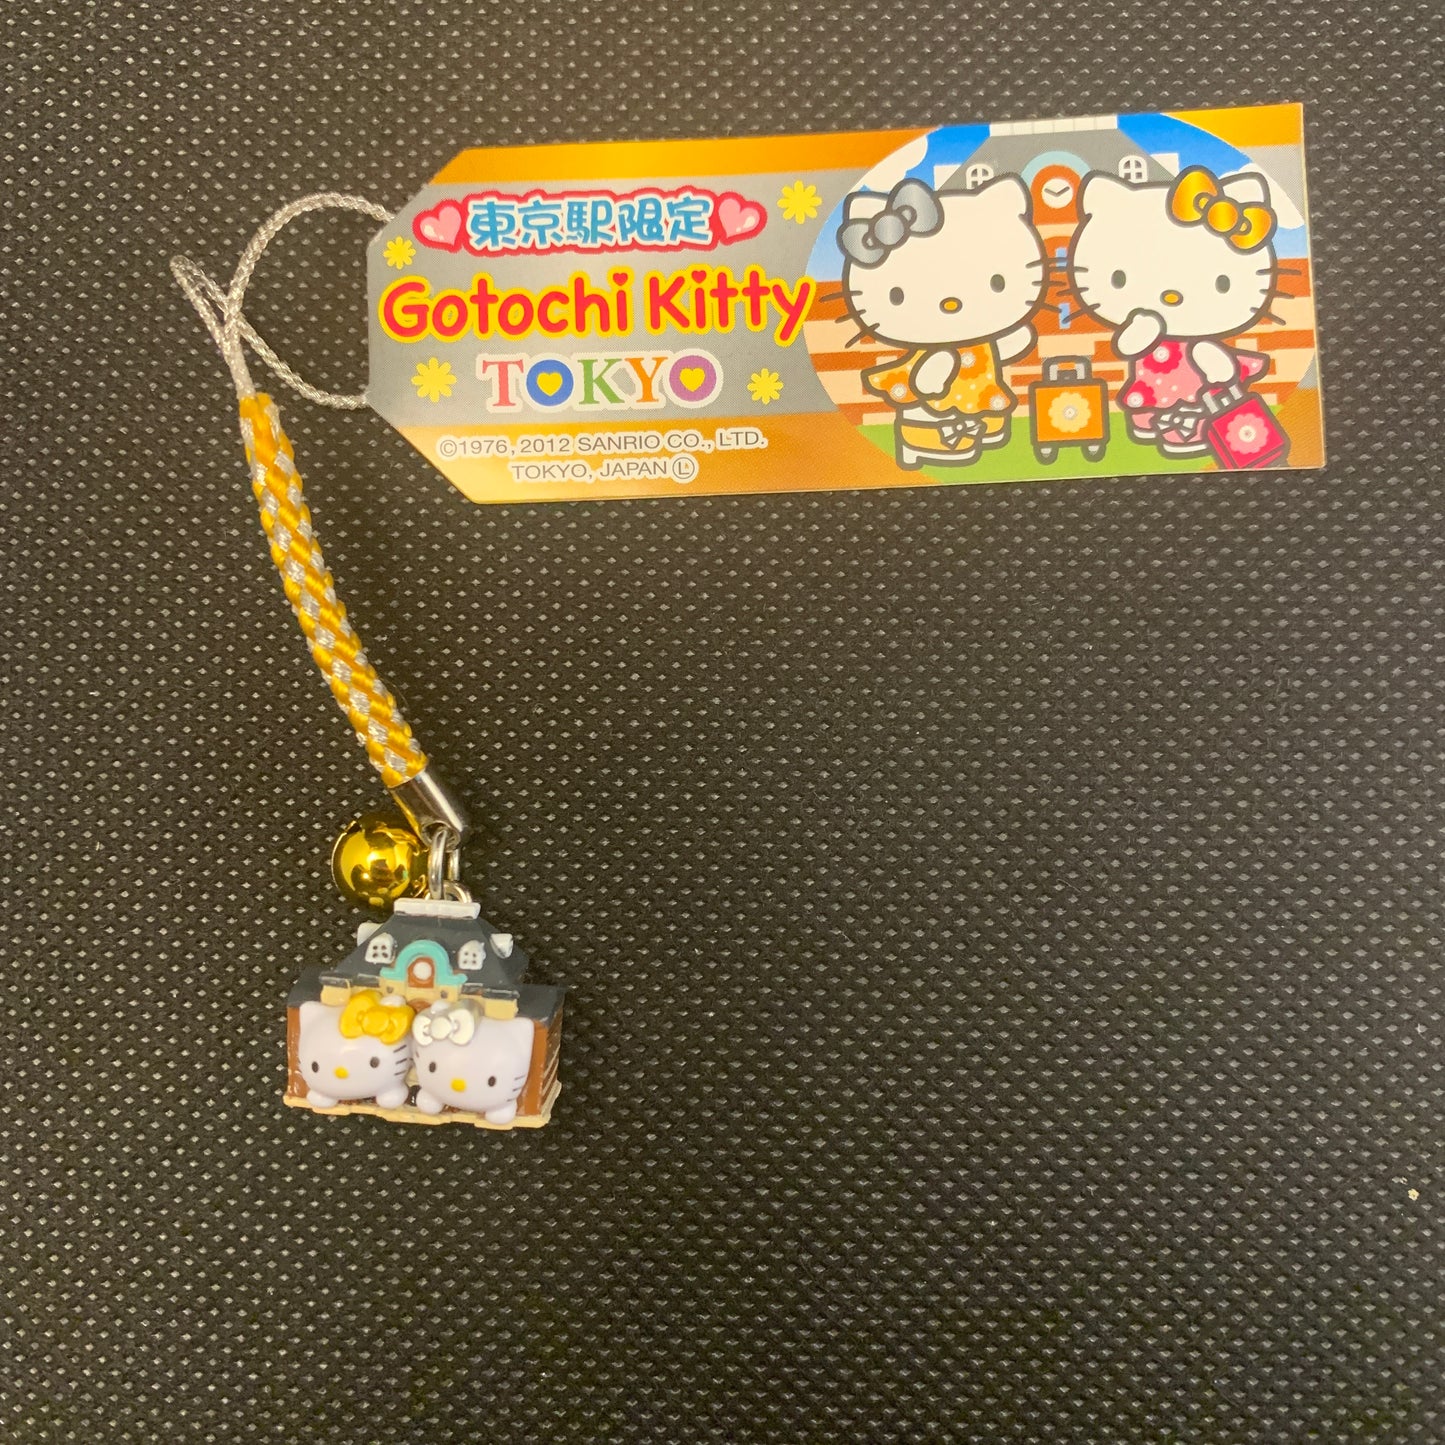 東京駅限定
Gotochi Kitty
TOKYO
©1976, 2012 SANRIO CO., LTD.
TOKYO, JAPAN Ⓛ